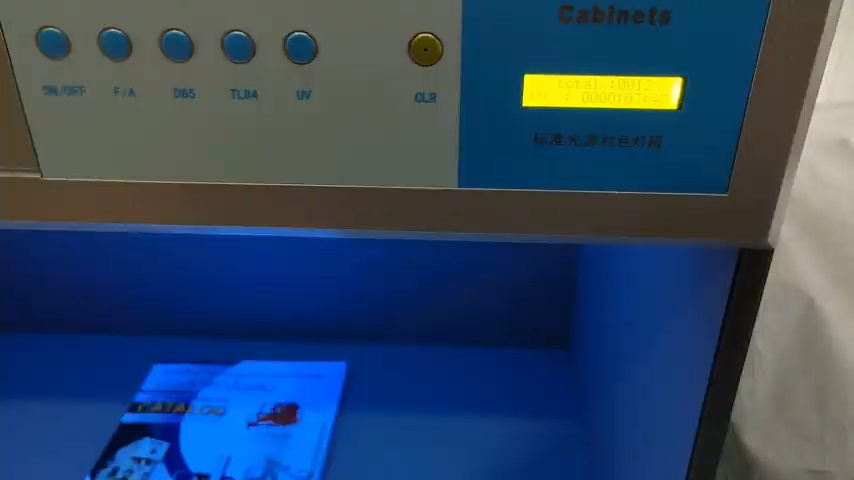 Cabinets
ON/OFF
F/A
D65
TL84
UV
CLR
total :0012
标准光源对色灯箱
CATALOG